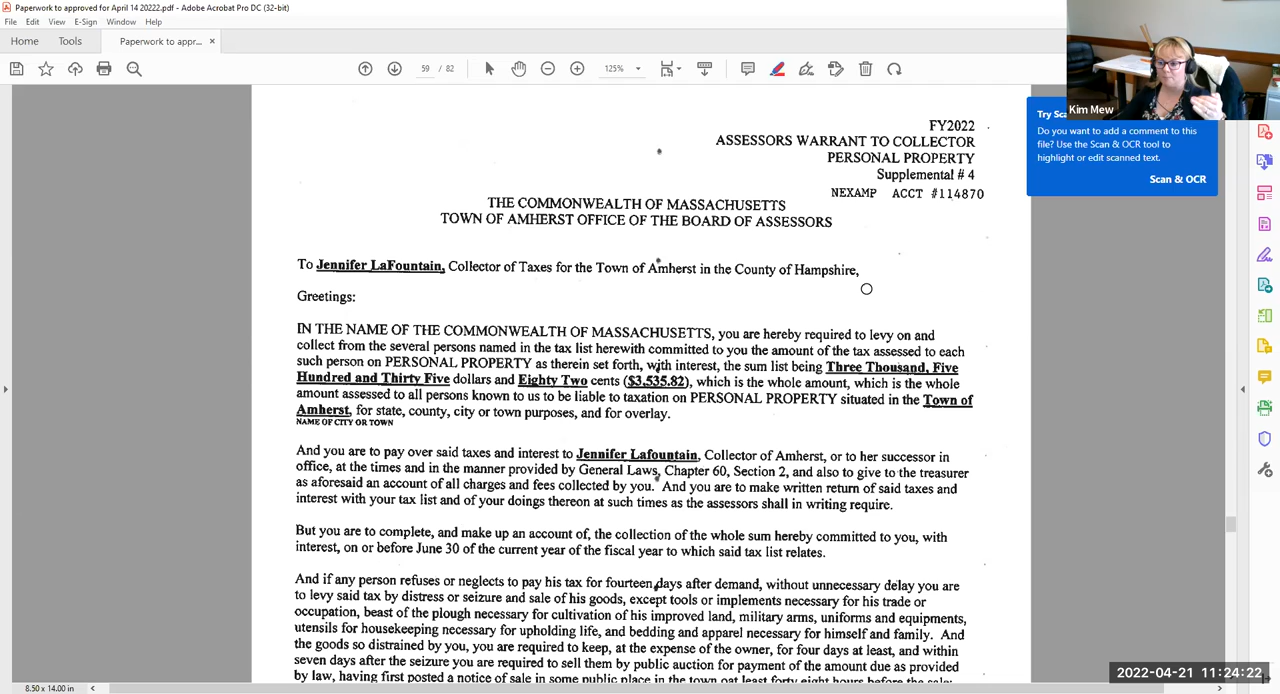 Paperwork to approved for April 14 20222.pdf - Adobe Acrobat Pro DC (32-bit)
File Edit View E-Sign Window Help
Home Tools Paperwork to appr... ×
59 / 82 125%
Kim Mew
Try Sca
Do you want to add a comment to this
file? Use the Scan & OCR tool to
highlight or edit scanned text.
Scan & OCR
FY2022
ASSESSORS WARRANT TO COLLECTOR
PERSONAL PROPERTY
Supplemental # 4
NEXAMP ACCT #114870
THE COMMONWEALTH OF MASSACHUSETTS
TOWN OF AMHERST OFFICE OF THE BOARD OF ASSESSORS
To Jennifer LaFountain, Collector of Taxes for the Town of Amherst in the County of Hampshire,
Greetings:
IN THE NAME OF THE COMMONWEALTH OF MASSACHUSETTS, you are hereby required to levy on and
collect from the several persons named in the tax list herewith committed to you the amount of the tax assessed to each
such person on PERSONAL PROPERTY as therein set forth, with interest, the sum list being Three Thousand, Five
Hundred and Thirty Five dollars and Eighty Two cents ($3,535.82), which is the whole amount, which is the whole
amount assessed to all persons known to us to be liable to taxation on PERSONAL PROPERTY situated in the Town of
Amherst, for state, county, city or town purposes, and for overlay.
NAME OF CITY OR TOWN
And you are to pay over said taxes and interest to Jennifer Lafountain, Collector of Amherst, or to her successor in
office, at the times and in the manner provided by General Laws, Chapter 60, Section 2, and also to give to the treasurer
as aforesaid an account of all charges and fees collected by you. And you are to make written return of said taxes and
interest with your tax list and of your doings thereon at such times as the assessors shall in writing require.
But you are to complete, and make up an account of, the collection of the whole sum hereby committed to you, with
interest, on or before June 30 of the current year of the fiscal year to which said tax list relates.
And if any person refuses or neglects to pay his tax for fourteen days after demand, without unnecessary delay you are
to levy said tax by distress or seizure and sale of his goods, except tools or implements necessary for his trade or
occupation, beast of the plough necessary for cultivation of his improved land, military arms, uniforms and equipments,
utensils for housekeeping necessary for upholding life, and bedding and apparel necessary for himself and family. And
the goods so distrained by you, you are required to keep, at the expense of the owner, for four days at least, and within
seven days after the seizure you are required to sell them by public auction for payment of the amount due as provided
by law, having first posted a notice of sale in some public place in the town oat least forty eight hours before the sale;
8.50 x 14.00 in
2022-04-21 11:24:22